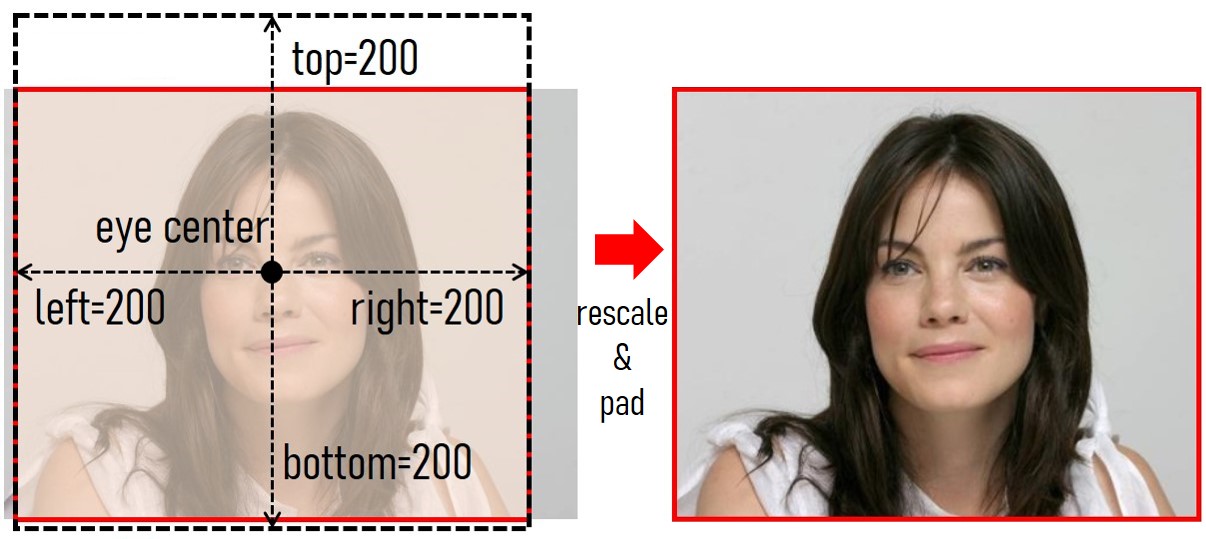 top=200
eye center
left=200
right=200
bottom=200
rescale
&
pad